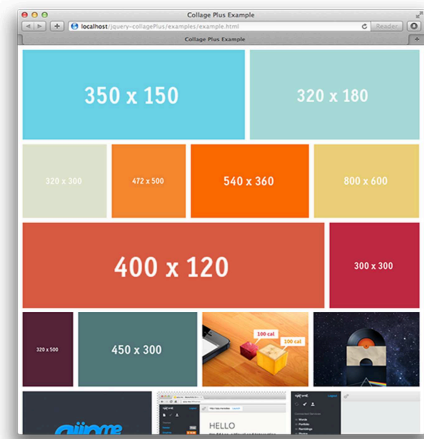 Collage Plus Example
localhost/jquery-collagePlus/examples/example.html
Reader
Collage Plus Example
350 x 150
320 x 180
320 x 300
472 x 500
540 x 360
800 x 600
400 x 120
300 x 300
320 x 500
450 x 300
100 cal
100 cal
HELLO